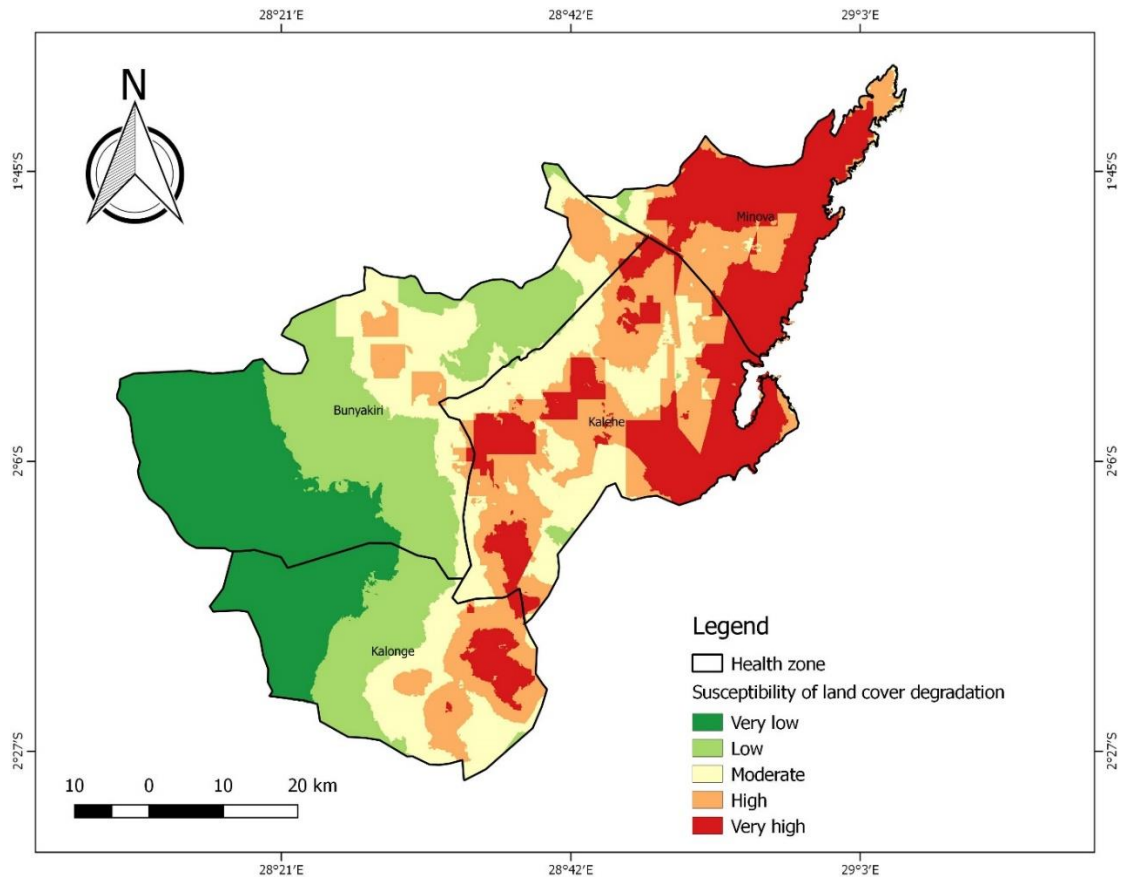 28°21′E 28°42′E 29°3′E
N
1°45′S 1°45′S
Minova
Bunyakiri
Kalehe
2°6′S 2°6′S
Kalonge
Legend
Health zone
Susceptibility of land cover degradation
Very low
Low
Moderate
High
Very high
2°27′S 2°27′S
10 0 10 20 km
28°21′E 28°42′E 29°3′E